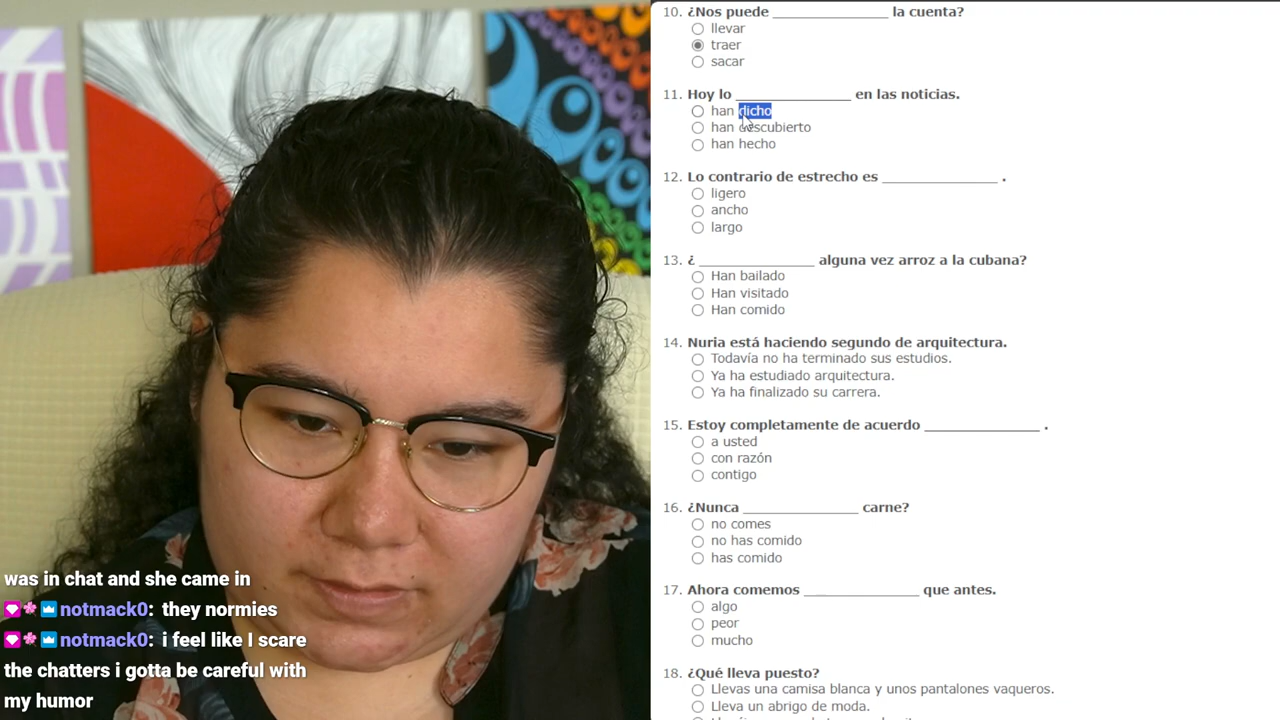 10. ¿Nos puede _______________ la cuenta?
llevar
traer
sacar
11. Hoy lo _______________ en las noticias.
han dicho
han descubierto
han hecho
12. Lo contrario de estrecho es _______________ .
ligero
ancho
largo
13. ¿ _______________ alguna vez arroz a la cubana?
Han bailado
Han visitado
Han comido
14. Nuria está haciendo segundo de arquitectura.
Todavía no ha terminado sus estudios.
Ya ha estudiado arquitectura.
Ya ha finalizado su carrera.
15. Estoy completamente de acuerdo _______________ .
a usted
con razón
contigo
16. ¿Nunca _______________ carne?
no comes
no has comido
has comido
17. Ahora comemos _______________ que antes.
algo
peor
mucho
18. ¿Qué lleva puesto?
Llevas una camisa blanca y unos pantalones vaqueros.
Lleva un abrigo de moda.
was in chat and she came in
notmack0: they normies
notmack0: i feel like I scare
the chatters i gotta be careful with
my humor